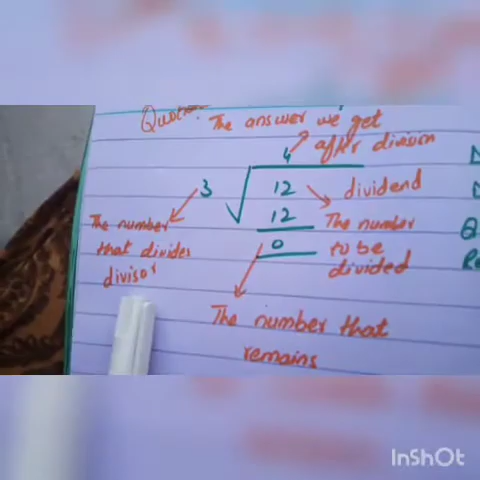 The answer we get
4 after division
3 12 dividend
12 The number
The number
that divides
divisor
0 to be
divided
The number that
remains
InShOt